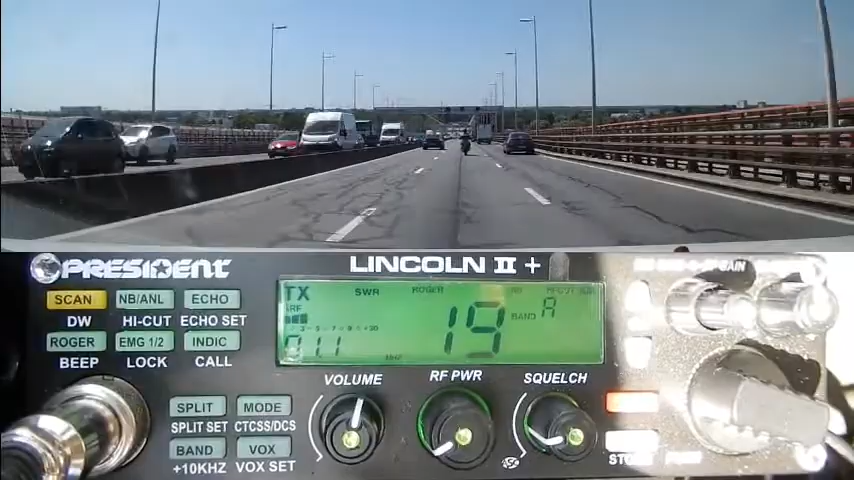 PRESIDENT
LINCOLN II +
SCAN
NB/ANL
ECHO
DW
HI-CUT
ECHO SET
ROGER
EMG 1/2
INDIC
BEEP
LOCK
CALL
SPLIT
MODE
SPLIT SET
CTCSS/DCS
BAND
VOX
+10KHz
VOX SET
TX
SWR
ROGER
19
BAND
A
VOLUME
RF PWR
SQUELCH
ASC
GAIN